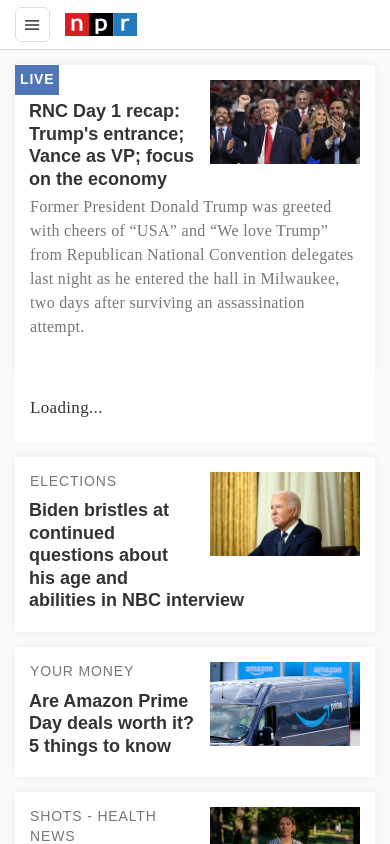 npr
LIVE
RNC Day 1 recap:
Trump's entrance;
Vance as VP; focus
on the economy
Former President Donald Trump was greeted
with cheers of “USA” and “We love Trump”
from Republican National Convention delegates
last night as he entered the hall in Milwaukee,
two days after surviving an assassination
attempt.
Loading...
ELECTIONS
Biden bristles at
continued
questions about
his age and
abilities in NBC interview
YOUR MONEY
Are Amazon Prime
Day deals worth it?
5 things to know
amazon
amazon
prime
SHOTS - HEALTH
NEWS